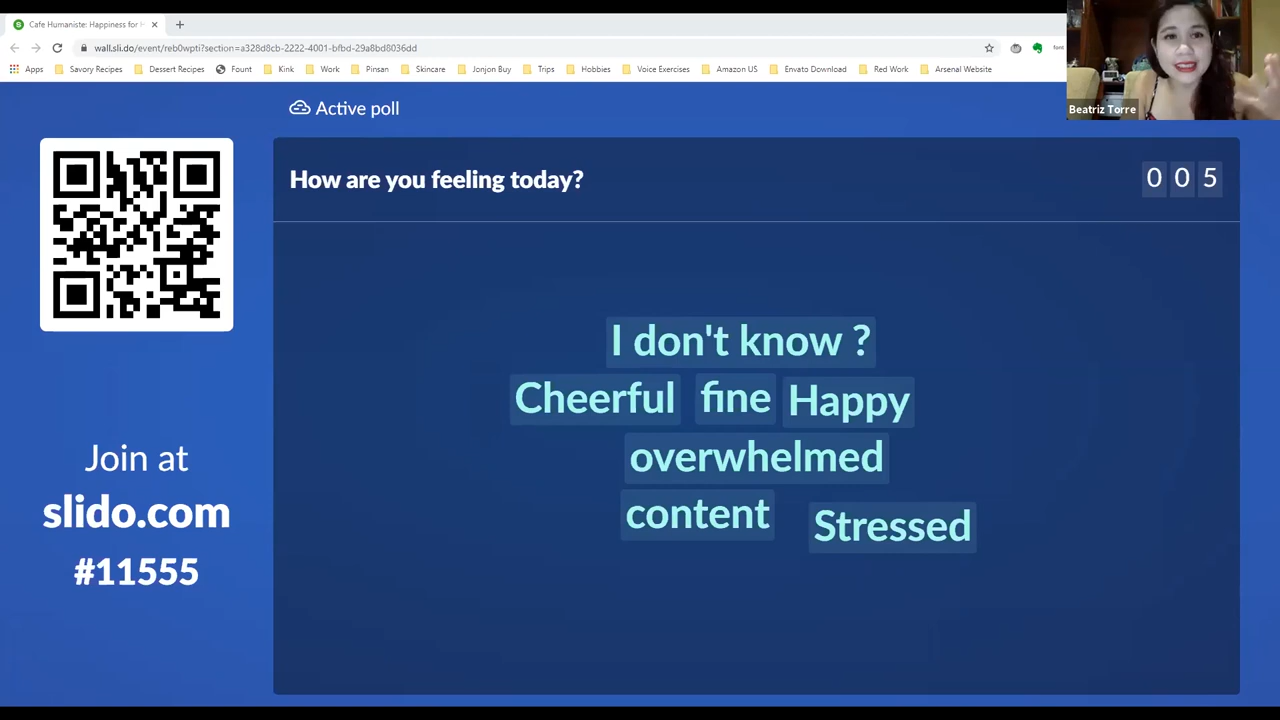 Cafe Humaniste: Happiness for H
wall.sli.do/event/reb0wpti?section=a328d8cb-2222-4001-bfbd-29a8bd8036dd
Apps Savory Recipes Dessert Recipes Fount Kink Work Pinsan Skincare Jonjon Buy Trips Hobbies Voice Exercises Amazon US Envato Download Red Work Arsenal Website
Beatriz Torre
Active poll
How are you feeling today?
0 0 5
I don't know ?
Cheerful fine Happy
overwhelmed
content Stressed
Join at
slido.com
#11555